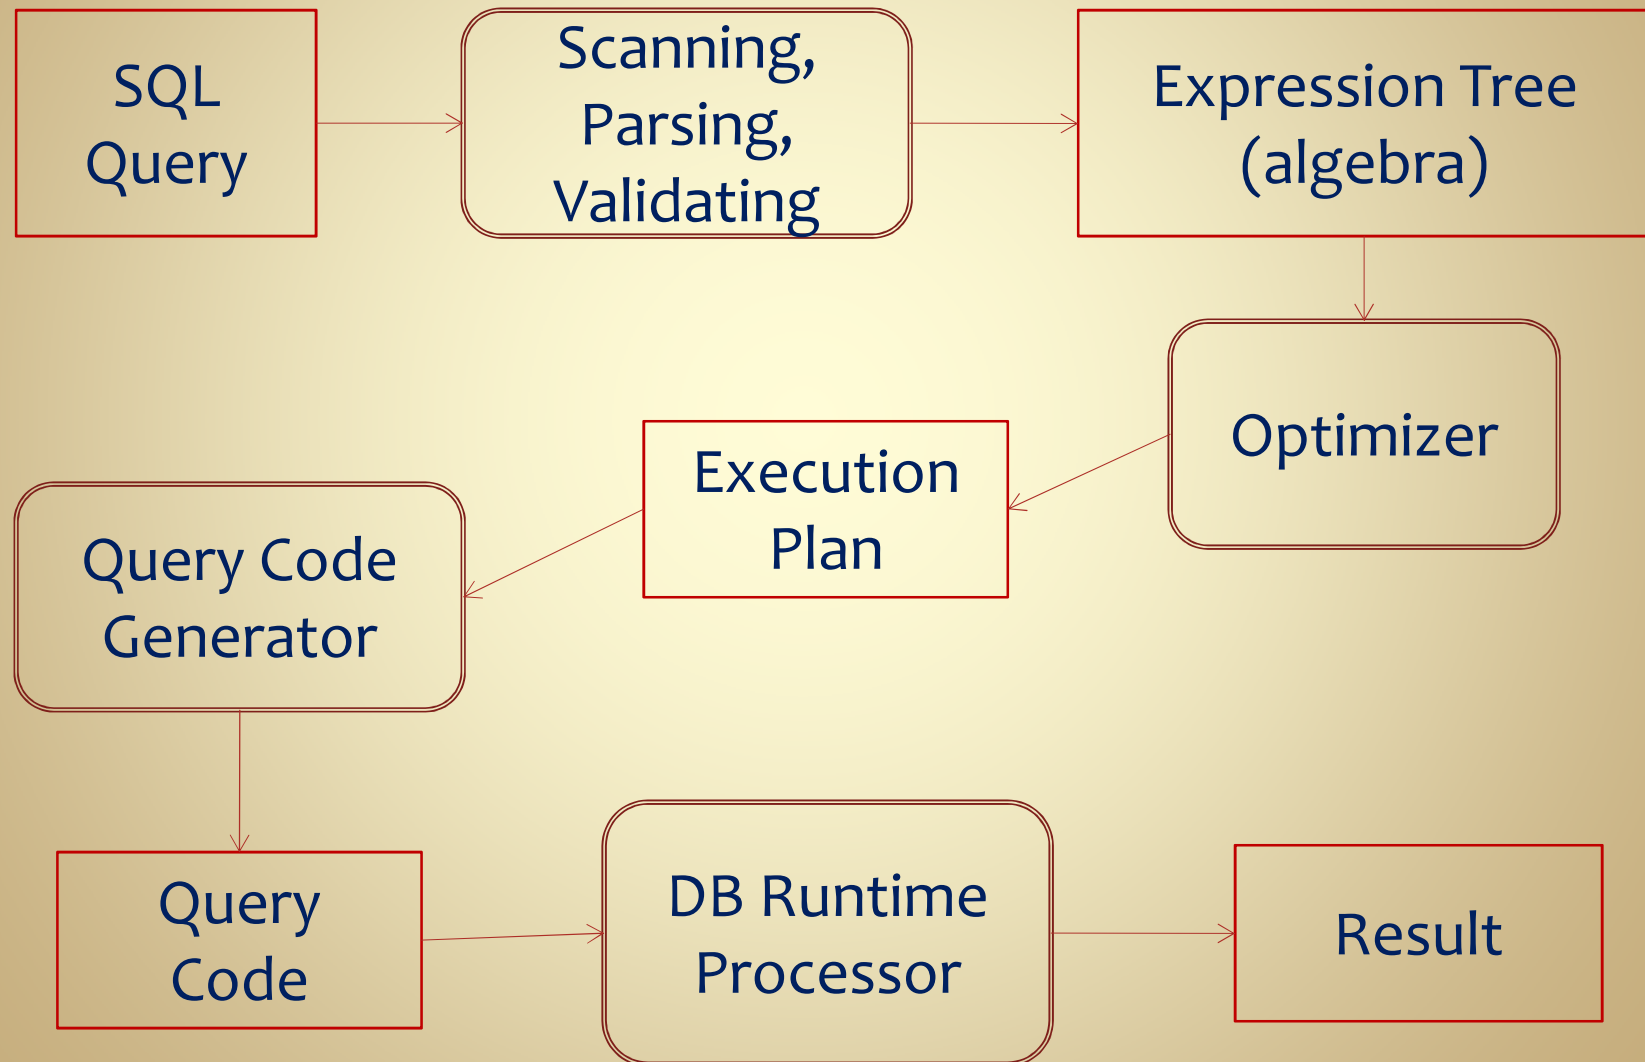 SQL
Query
Scanning,
Parsing,
Validating
Expression Tree
(algebra)
Optimizer
Execution
Plan
Query Code
Generator
Query
Code
DB Runtime
Processor
Result